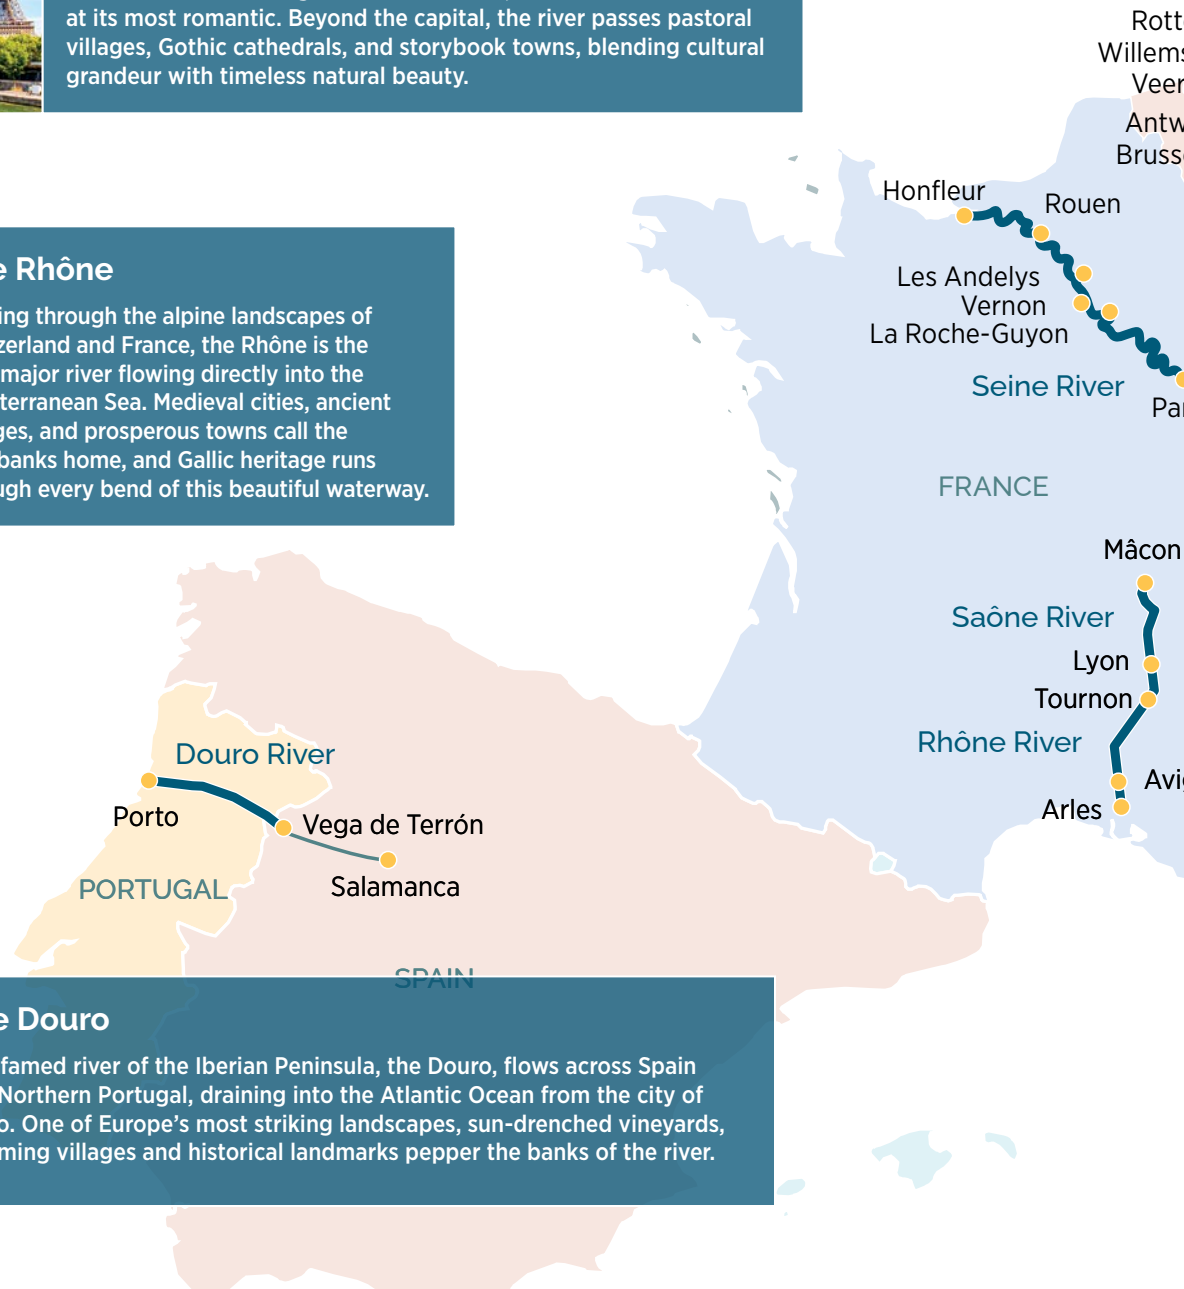 at its most romantic. Beyond the capital, the river passes pastoral
villages, Gothic cathedrals, and storybook towns, blending cultural
grandeur with timeless natural beauty.
Honfleur
Rouen
Les Andelys
Vernon
La Roche-Guyon
Seine River
FRANCE
Rhône
through the alpine landscapes of
and France, the Rhône is the
major river flowing directly into the
Sea. Medieval cities, ancient
and prosperous towns call the
banks home, and Gallic heritage runs
every bend of this beautiful waterway.
Mâcon
Saône River
Lyon
Tournon
Rhône River
Arles
Douro River
Porto
Vega de Terrón
Salamanca
PORTUGAL
SPAIN
Douro
famed river of the Iberian Peninsula, the Douro, flows across Spain
Northern Portugal, draining into the Atlantic Ocean from the city of
One of Europe’s most striking landscapes, sun-drenched vineyards,
villages and historical landmarks pepper the banks of the river.